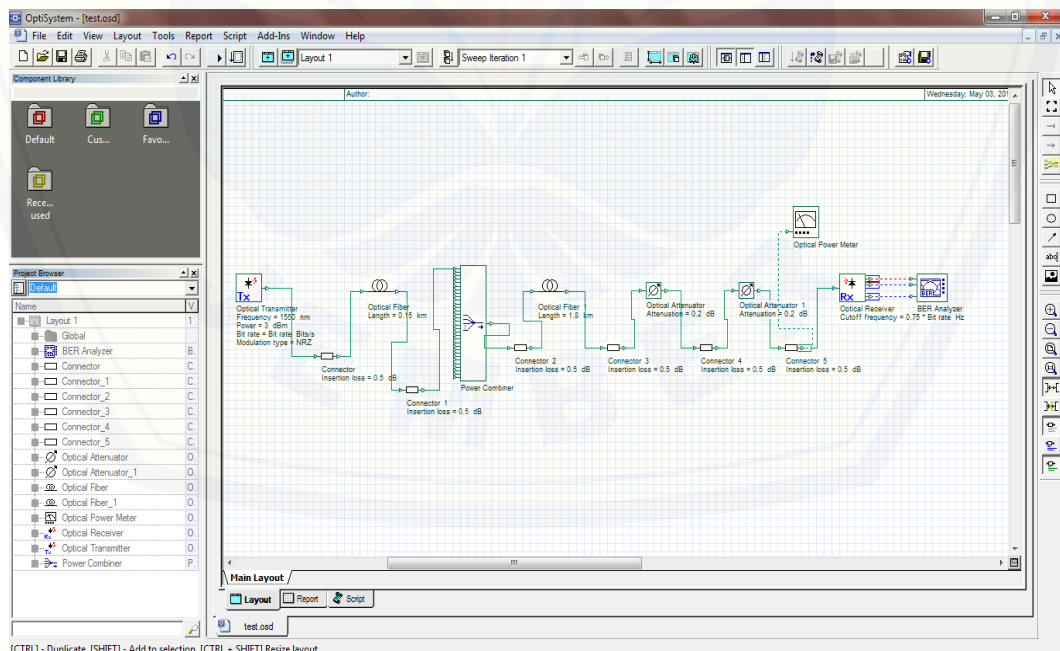 OptiSystem - [test.osd]
File Edit View Layout Tools Report Script Add-Ins Window Help
Layout 1
Sweep Iteration 1
Component Library
Default
Cus...
Favo...
Rece...
used
Project Browser
Default
Name
V
Layout 1
1
Global
BER Analyzer
B.
Connector
C.
Connector_1
C.
Connector_2
C.
Connector_3
C.
Connector_4
C.
Connector_5
C.
Optical Attenuator
O.
Optical Attenuator_1
O.
Optical Fiber
O.
Optical Fiber_1
O.
Optical Power Meter
O.
Optical Receiver
O.
Optical Transmitter
O.
Power Combiner
P.
Author:
Wednesday, May 03, 201
Optical Power Meter
Tx
Optical Transmitter
Frequency = 1550 nm
Power = 3 dBm
Bit rate = Bit rate Bits/s
Modulation type = NRZ
Connector
Insertion loss = 0.5 dB
Optical Fiber
Length = 0.15 km
Connector 1
Insertion loss = 0.5 dB
Power Combiner
Optical Fiber 1
Length = 1.8 km
Connector 2
Insertion loss = 0.5 dB
Connector 3
Insertion loss = 0.5 dB
Optical Attenuator
Attenuation = 0.2 dB
Connector 4
Insertion loss = 0.5 dB
Optical Attenuator 1
Attenuation = 0.2 dB
Connector 5
Insertion loss = 0.5 dB
Rx
Optical Receiver
Cutoff frequency = 0.75 * Bit rate Hz
BER
BER Analyzer
abc
Main Layout
Layout
Report
Script
test.osd
[CTRL] - Duplicate, [SHIFT] - Add to selection, [CTRL + SHIFT] Resize layout